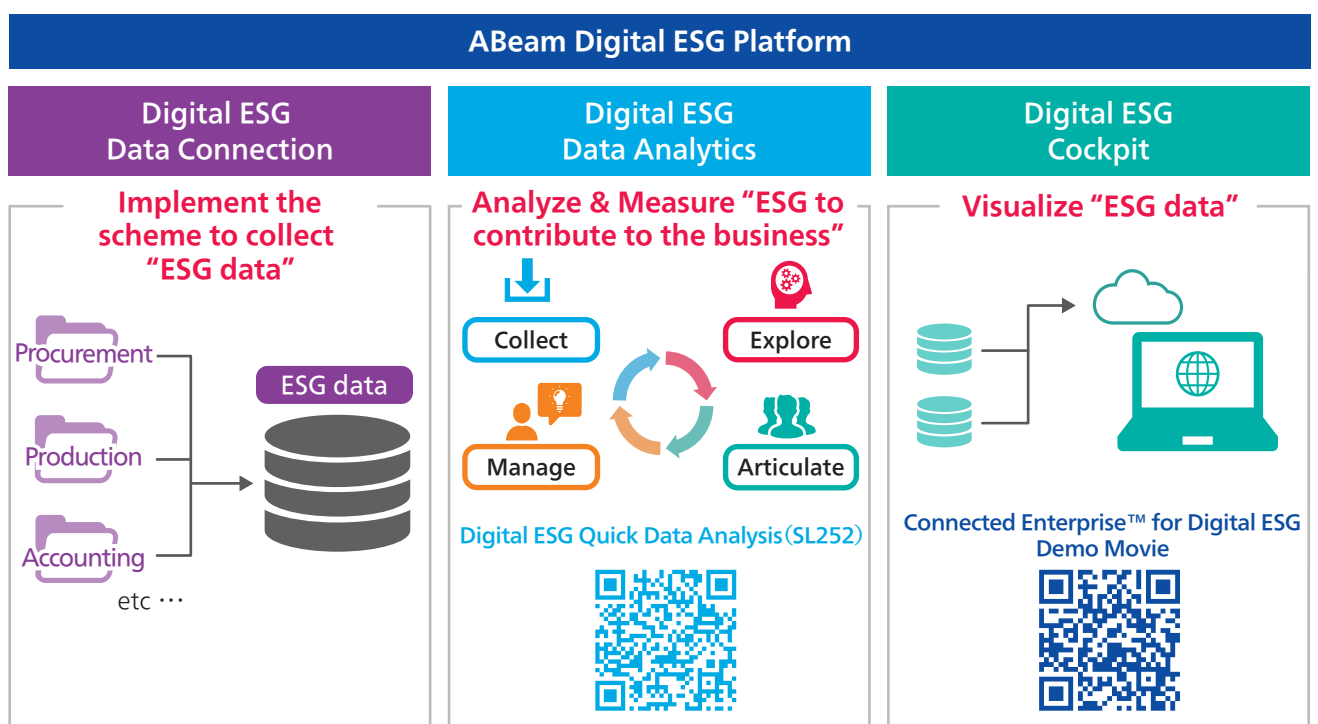 ABeam Digital ESG Platform
Digital ESG
Data Connection
Implement the
scheme to collect
“ESG data”
Procurement
Production
Accounting
etc ···
ESG data
Digital ESG
Data Analytics
Analyze & Measure “ESG to
contribute to the business”
Collect
Explore
Manage
Articulate
Digital ESG Quick Data Analysis（SL252）
Digital ESG
Cockpit
Visualize “ESG data”
Connected Enterprise™ for Digital ESG
Demo Movie